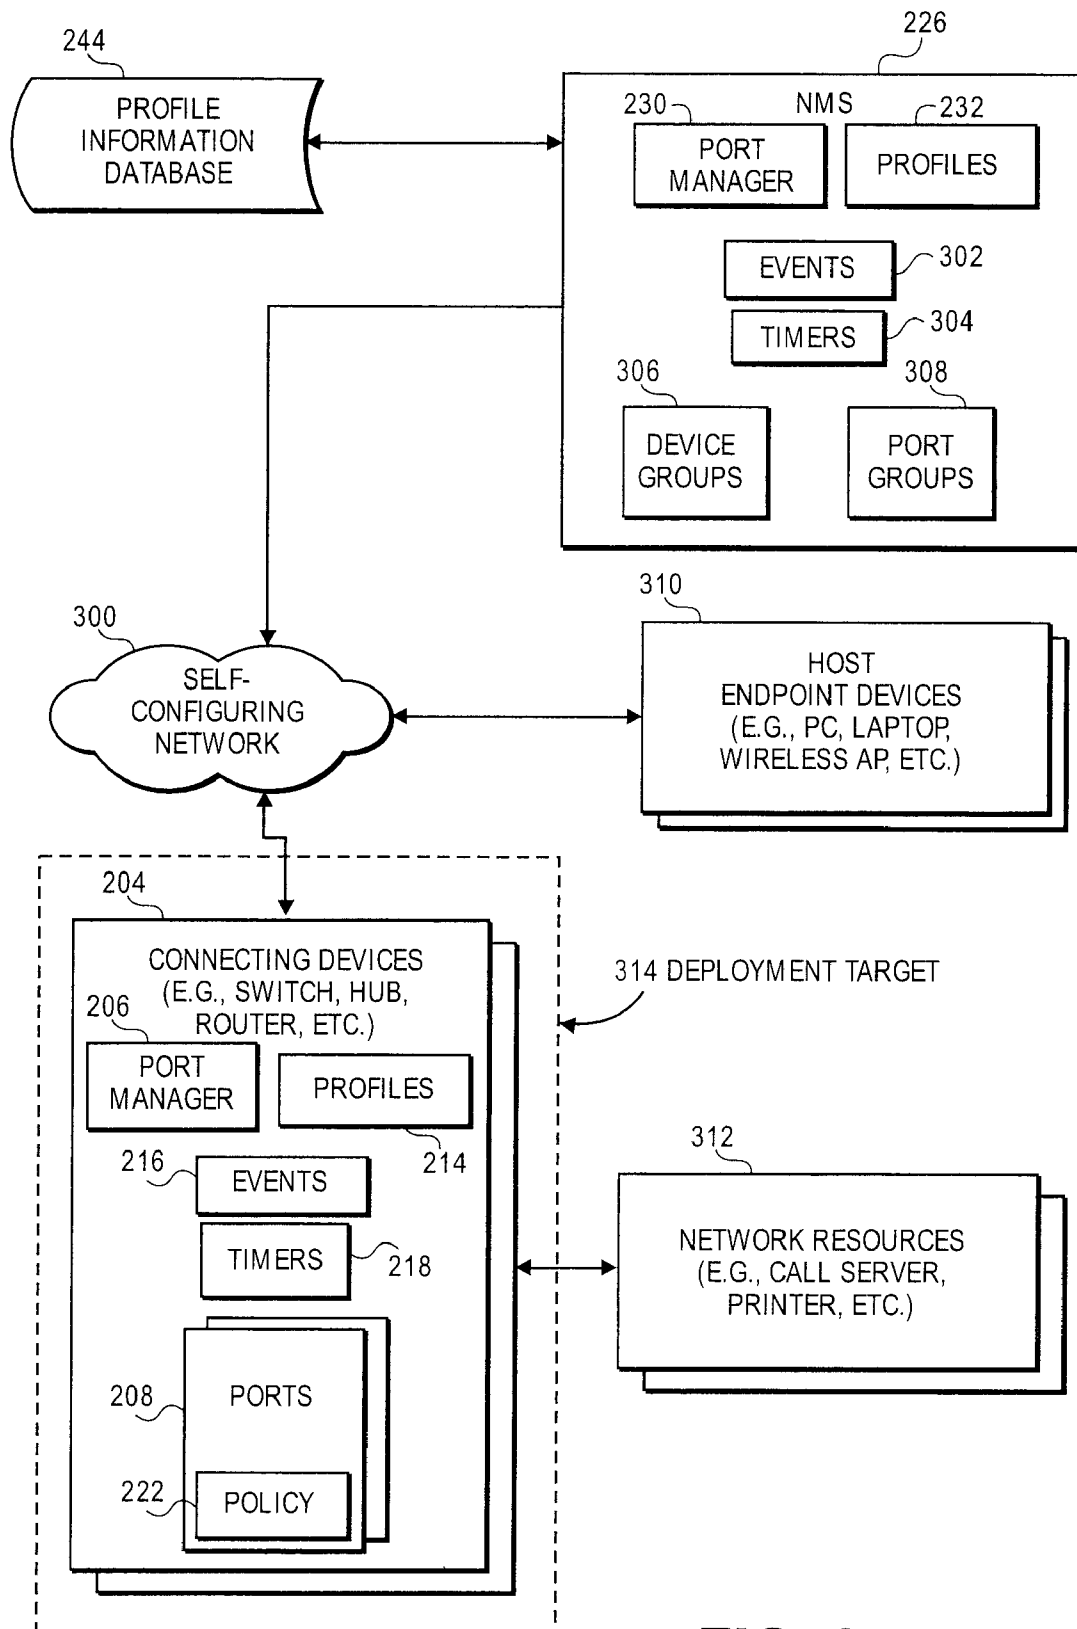 244
PROFILE
INFORMATION
DATABASE
226
NMS
230
232
PORT
MANAGER
PROFILES
EVENTS
302
TIMERS
304
306
308
DEVICE
GROUPS
PORT
GROUPS
300
SELF-
CONFIGURING
NETWORK
310
HOST
ENDPOINT DEVICES
(E.G., PC, LAPTOP,
WIRELESS AP, ETC.)
204
CONNECTING DEVICES
(E.G., SWITCH, HUB,
ROUTER, ETC.)
314 DEPLOYMENT TARGET
206
PORT
MANAGER
PROFILES
214
216
EVENTS
TIMERS
218
312
NETWORK RESOURCES
(E.G., CALL SERVER,
PRINTER, ETC.)
208
PORTS
222
POLICY